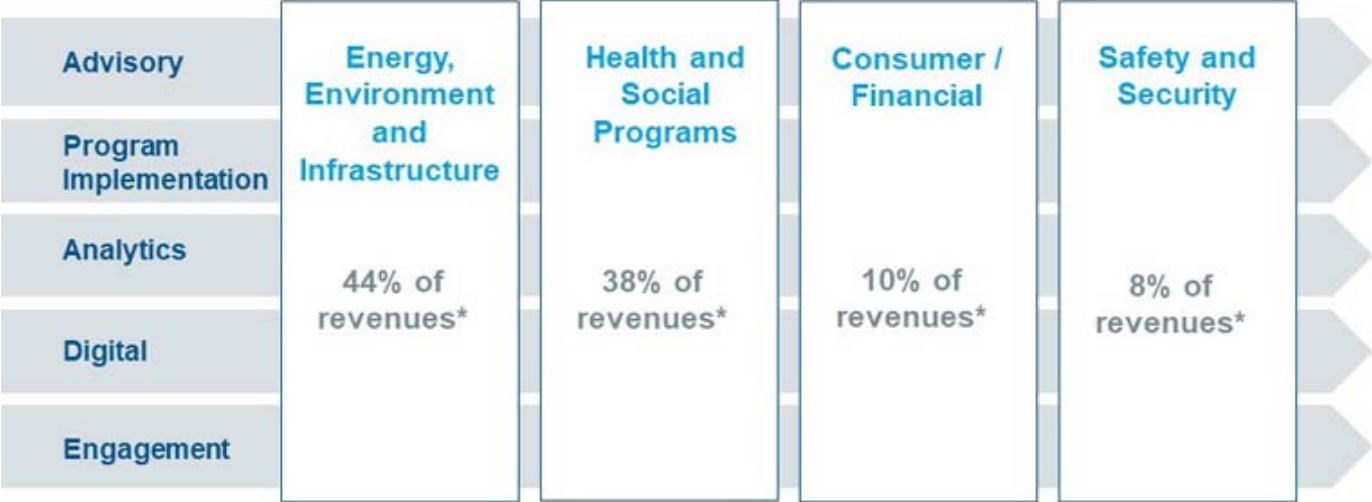 Advisory
Program
Implementation
Analytics
Digital
Engagement
Energy,
Environment
and
Infrastructure
44% of
revenues*
Health and
Social
Programs
38% of
revenues*
Consumer /
Financial
10% of
revenues*
Safety and
Security
8% of
revenues*